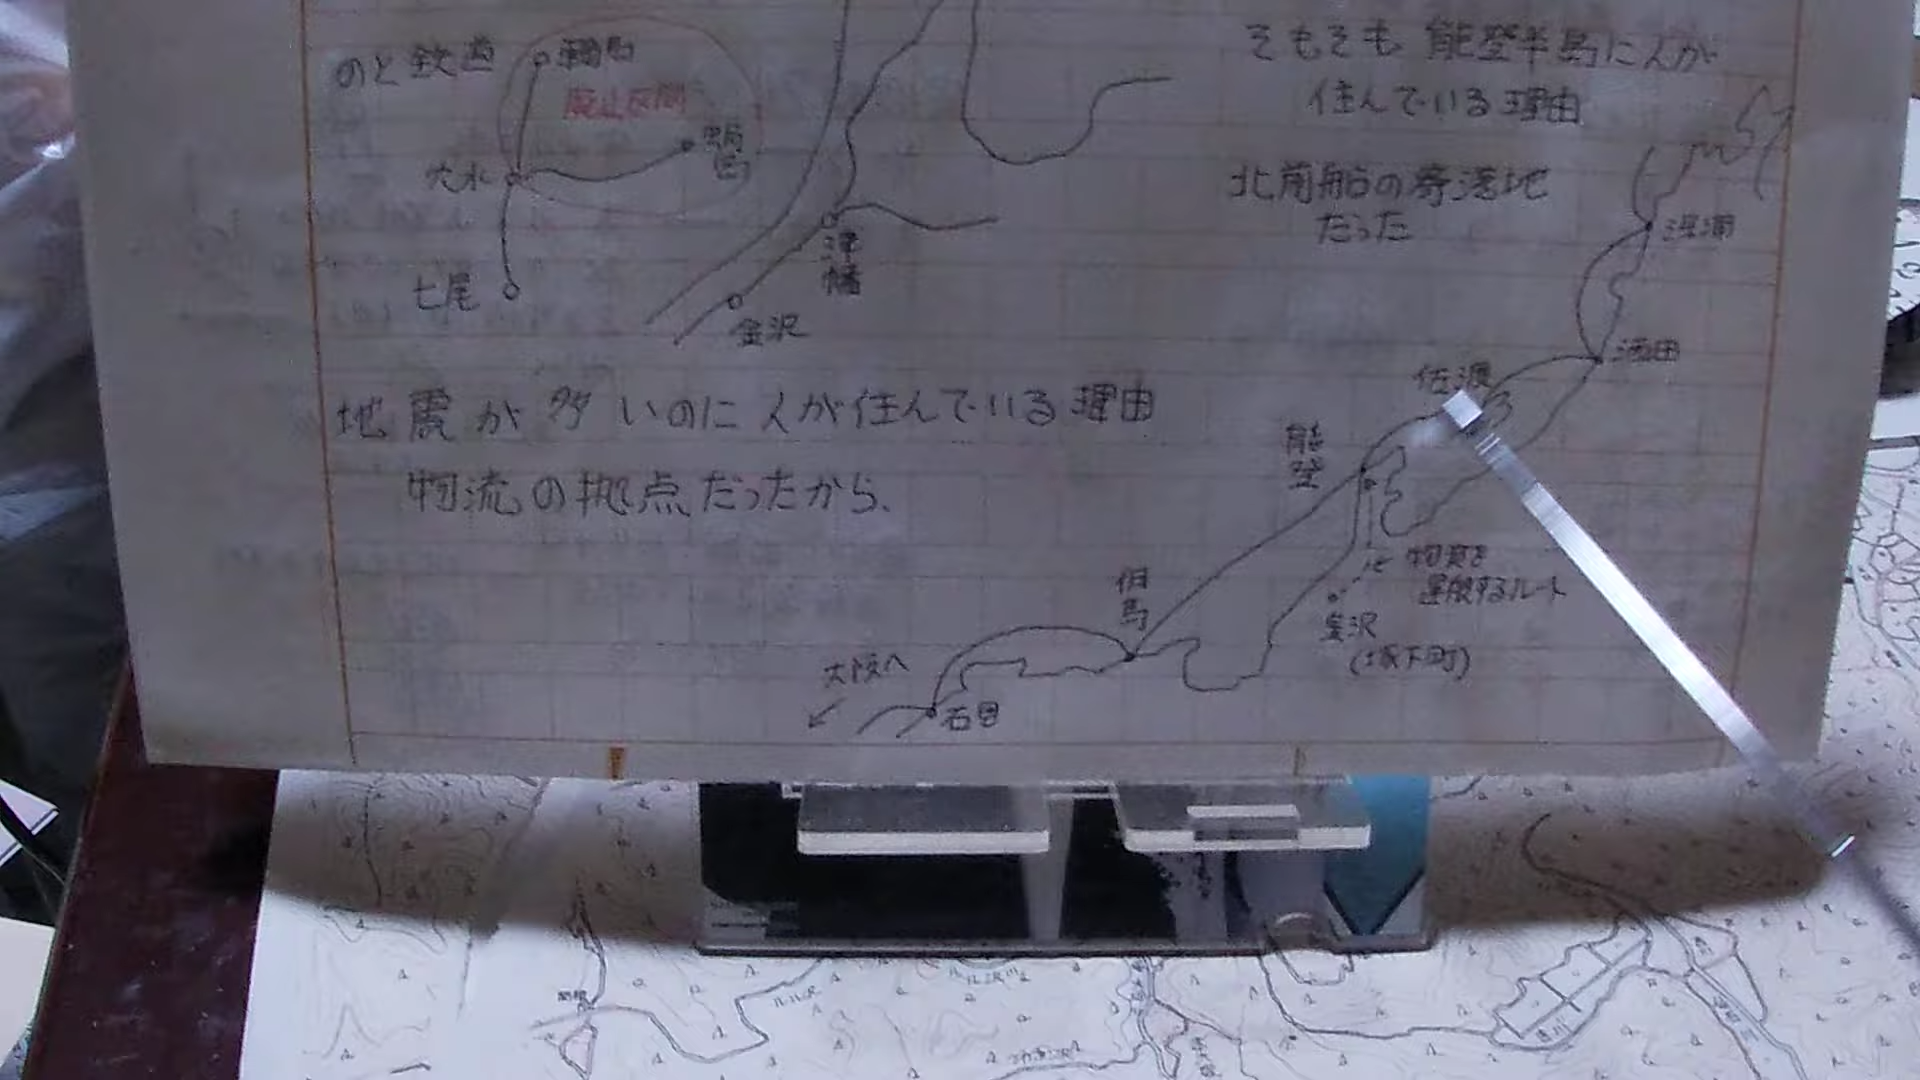 のと鉄道
輪島
廃止区間
穴水
七尾
津
幡
金沢
地震が多いのに人が住んでいる理由
物流の拠点だったから、
そもそも能登半島に人が
住んでいる理由
北前船の寄港地
だった
深浦
酒田
佐渡
能
登
物資を
運搬するルート
金沢
(城下町)
但
馬
大阪へ
石見